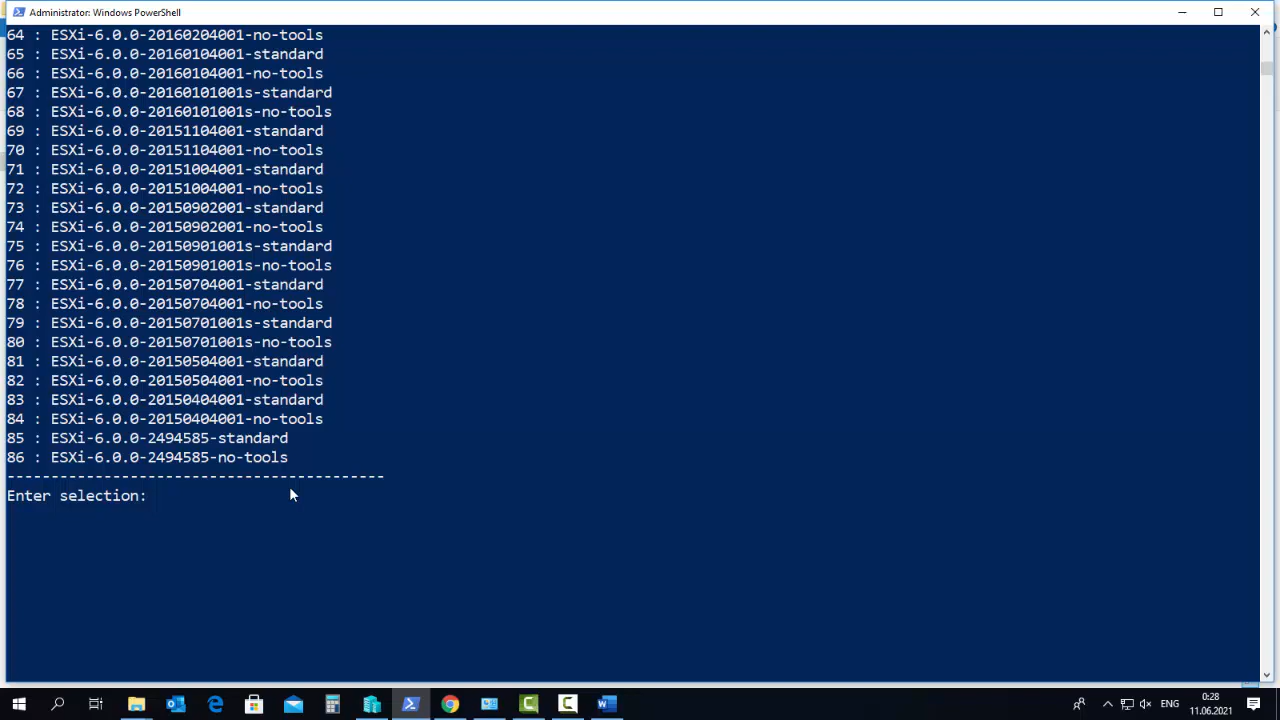 Administrator: Windows PowerShell
64 : ESXi-6.0.0-20160204001-no-tools
65 : ESXi-6.0.0-20160104001-standard
66 : ESXi-6.0.0-20160104001-no-tools
67 : ESXi-6.0.0-20160101001s-standard
68 : ESXi-6.0.0-20160101001s-no-tools
69 : ESXi-6.0.0-20151104001-standard
70 : ESXi-6.0.0-20151104001-no-tools
71 : ESXi-6.0.0-20151004001-standard
72 : ESXi-6.0.0-20151004001-no-tools
73 : ESXi-6.0.0-20150902001-standard
74 : ESXi-6.0.0-20150902001-no-tools
75 : ESXi-6.0.0-20150901001s-standard
76 : ESXi-6.0.0-20150901001s-no-tools
77 : ESXi-6.0.0-20150704001-standard
78 : ESXi-6.0.0-20150704001-no-tools
79 : ESXi-6.0.0-20150701001s-standard
80 : ESXi-6.0.0-20150701001s-no-tools
81 : ESXi-6.0.0-20150504001-standard
82 : ESXi-6.0.0-20150504001-no-tools
83 : ESXi-6.0.0-20150404001-standard
84 : ESXi-6.0.0-20150404001-no-tools
85 : ESXi-6.0.0-2494585-standard
86 : ESXi-6.0.0-2494585-no-tools
-------------------------------------------
Enter selection:
ENG
0:28
11.06.2021